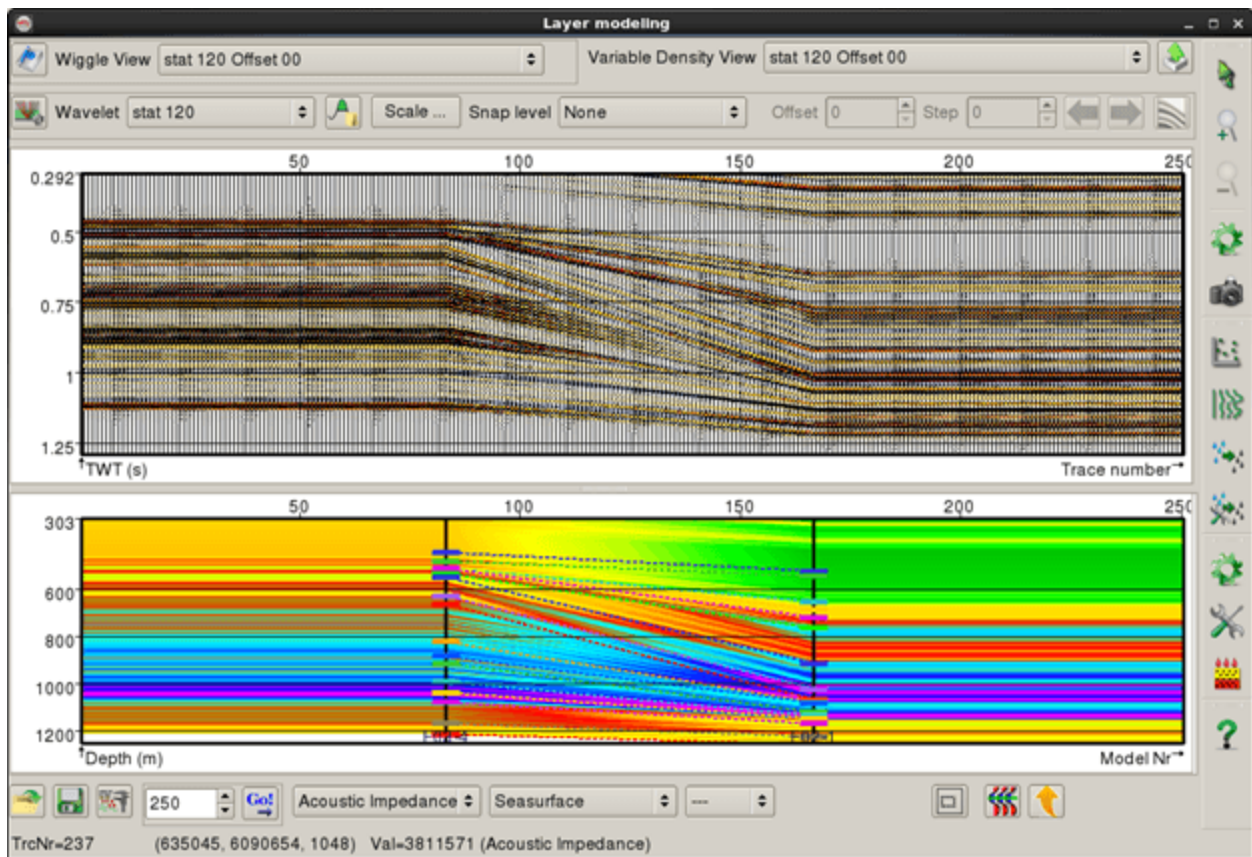 Layer modeling
Wiggle View stat 120 Offset 00 Variable Density View stat 120 Offset 00
Wavelet stat 120 Scale ... Snap level None Offset 0 Step 0
50 100 150 200 250
0.292
0.5
0.75
1
1.25
TWT (s) Trace number
50 100 150 200 250
303
600
800
1000
1200
Depth (m) Model Nr
250 Go! Acoustic Impedance Seasurface ---
TrcNr=237 (635045, 6090654, 1048) Val=3811571 (Acoustic Impedance)